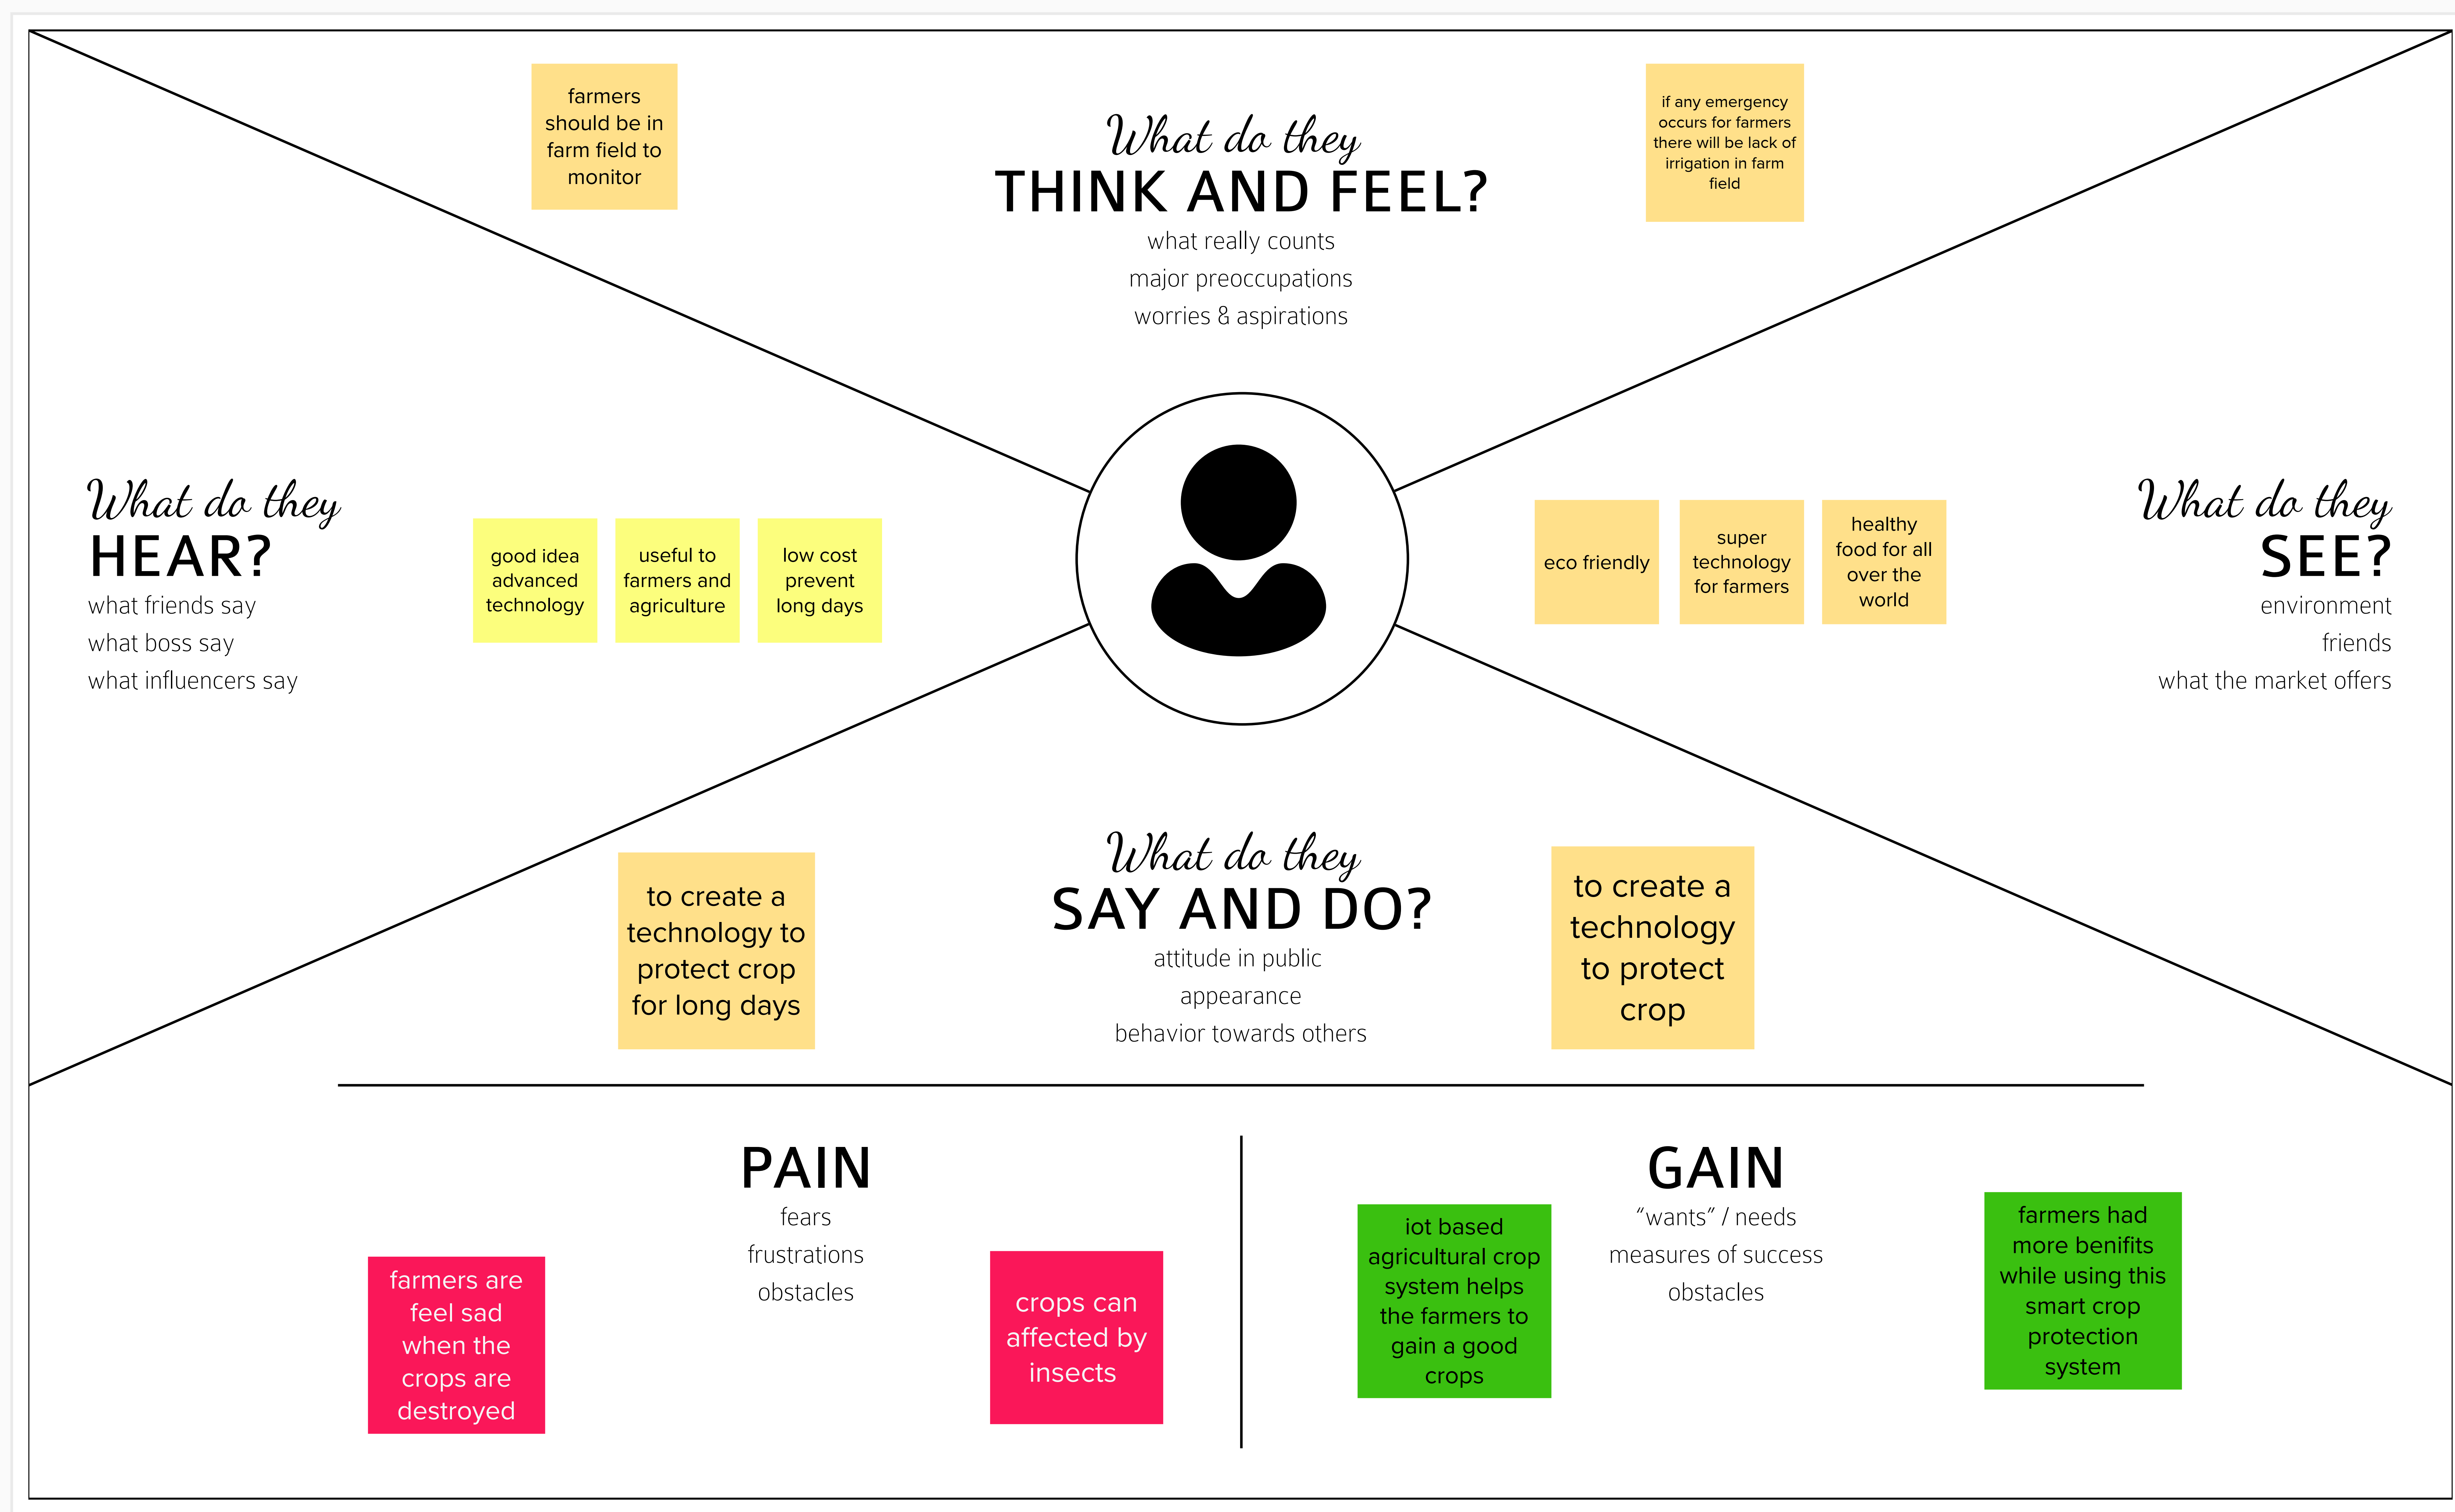 farmers
should be in
farm field to
monitor
What do they
THINK AND FEEL?
what really counts
major preoccupations
worries & aspirations
if any emergency
occurs for farmers
there will be lack of
irrigation in farm
field
What do they
HEAR?
what friends say
what boss say
what influencers say
good idea
advanced
technology
useful to
farmers and
agriculture
low cost
prevent
long days
eco friendly
super
technology
for farmers
healthy
food for all
over the
world
What do they
SEE?
environment
friends
what the market offers
to create a
technology to
protect crop
for long days
What do they
SAY AND DO?
attitude in public
appearance
behavior towards others
to create a
technology
to protect
crop
PAIN
fears
frustrations
obstacles
farmers are
feel sad
when the
crops are
destroyed
crops can
affected by
insects
GAIN
“wants” / needs
measures of success
obstacles
iot based
agricultural crop
system helps
the farmers to
gain a good
crops
farmers had
more benifits
while using this
smart crop
protection
system